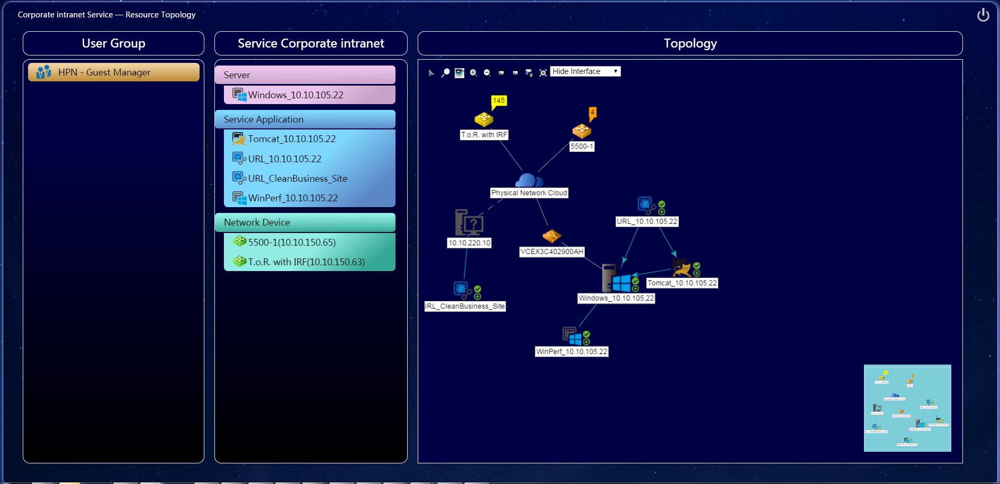 Corporate intranet Service — Resource Topology
User Group
HPN - Guest Manager
Service Corporate intranet
Server
Windows_10.10.105.22
Service Application
Tomcat_10.10.105.22
URL_10.10.105.22
URL_CleanBusiness_Site
WinPerf_10.10.105.22
Network Device
5500-1(10.10.150.65)
T.o.R. with IRF(10.10.150.63)
Topology
Hide Interface
145
T.o.R. with IRF
4
5500-1
Physical Network Cloud
URL_10.10.105.22
10.10.220.10
VCEX3C402900AH
Tomcat_10.10.105.22
Windows_10.10.105.22
URL_CleanBusiness_Site
WinPerf_10.10.105.22